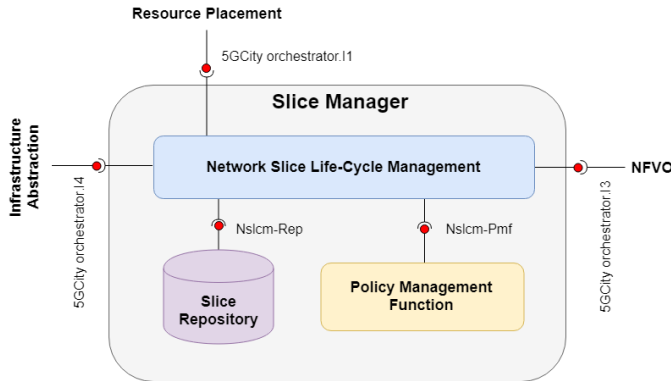 Resource Placement
5GCity orchestrator.I1
Slice Manager
Infrastructure
Abstraction
5GCity orchestrator.I4
Network Slice Life-Cycle Management
NFVO
5GCity orchestrator.I3
Nslcm-Rep
Nslcm-Pmf
Slice
Repository
Policy Management
Function